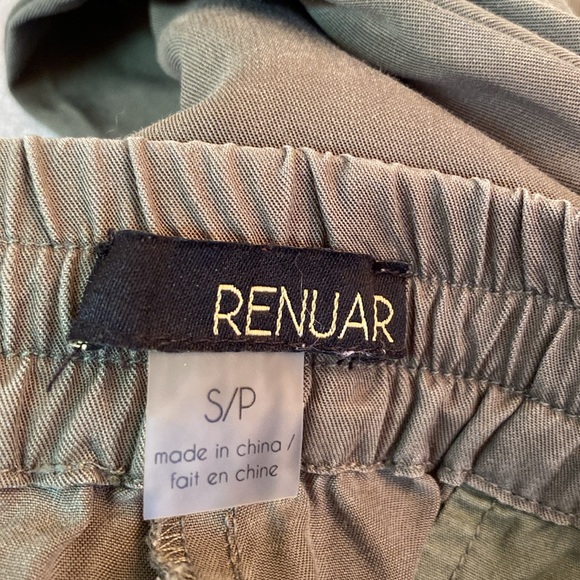 RENUAR
S/P
made in china /
fait en chine